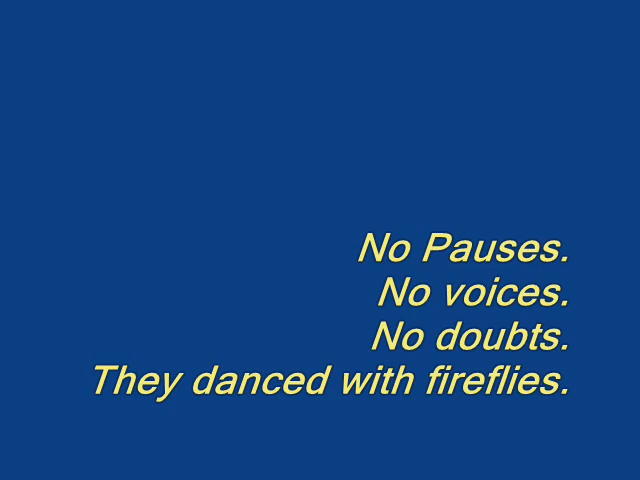 No Pauses.
No voices.
No doubts.
They danced with fireflies.